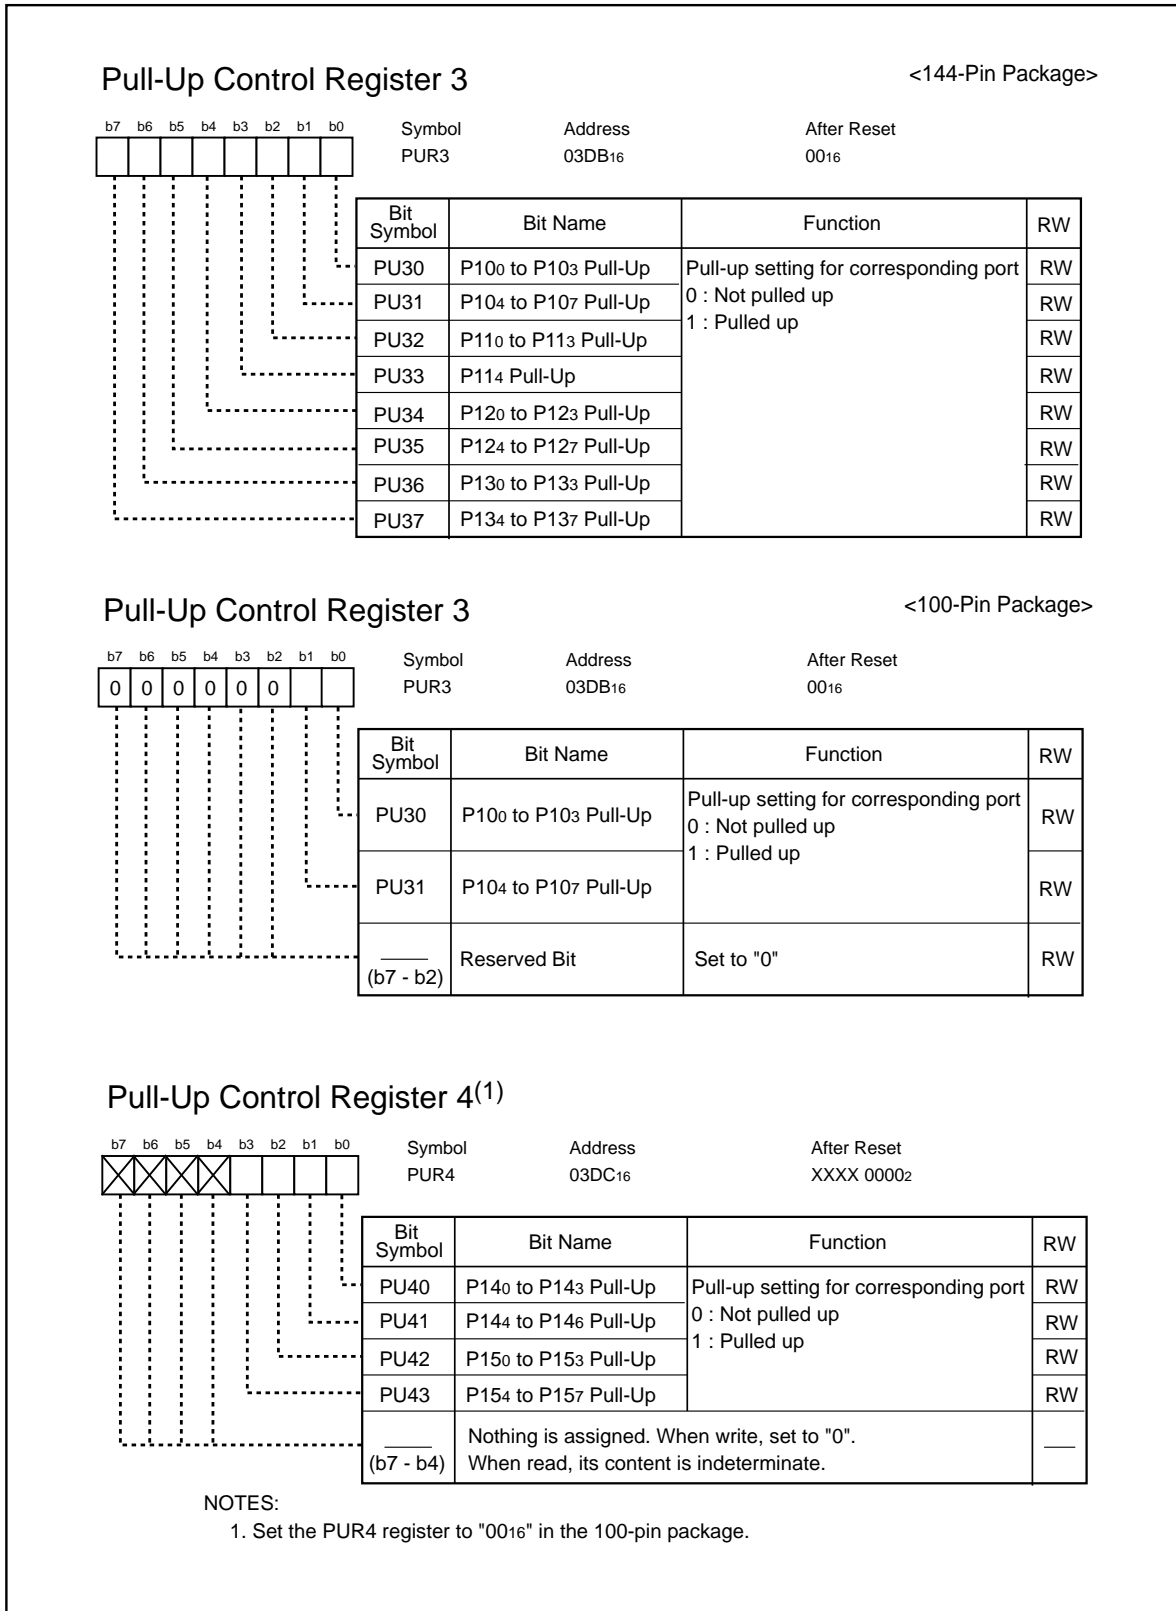 Pull-Up Control Register 3 <144-Pin Package>
b7 b6 b5 b4 b3 b2 b1 b0
Symbol Address After Reset
PUR3 03DB16 0016
Bit Symbol Bit Name Function RW
PU30 P100 to P103 Pull-Up Pull-up setting for corresponding port RW
0 : Not pulled up
PU31 P104 to P107 Pull-Up RW
1 : Pulled up
PU32 P110 to P113 Pull-Up RW
PU33 P114 Pull-Up RW
PU34 P120 to P123 Pull-Up RW
PU35 P124 to P127 Pull-Up RW
PU36 P130 to P133 Pull-Up RW
PU37 P134 to P137 Pull-Up RW
Pull-Up Control Register 3 <100-Pin Package>
b7 b6 b5 b4 b3 b2 b1 b0
0 0 0 0 0 0
Symbol Address After Reset
PUR3 03DB16 0016
Bit Symbol Bit Name Function RW
Pull-up setting for corresponding port
PU30 P100 to P103 Pull-Up 0 : Not pulled up RW
1 : Pulled up
PU31 P104 to P107 Pull-Up RW
Reserved Bit Set to "0" RW
(b7 - b2)
Pull-Up Control Register 4(1)
b7 b6 b5 b4 b3 b2 b1 b0
Symbol Address After Reset
PUR4 03DC16 XXXX 00002
Bit Symbol Bit Name Function RW
PU40 P140 to P143 Pull-Up Pull-up setting for corresponding port RW
0 : Not pulled up
PU41 P144 to P146 Pull-Up RW
1 : Pulled up
PU42 P150 to P153 Pull-Up RW
PU43 P154 to P157 Pull-Up RW
Nothing is assigned. When write, set to "0".
(b7 - b4) When read, its content is indeterminate.
NOTES:
1. Set the PUR4 register to "0016" in the 100-pin package.